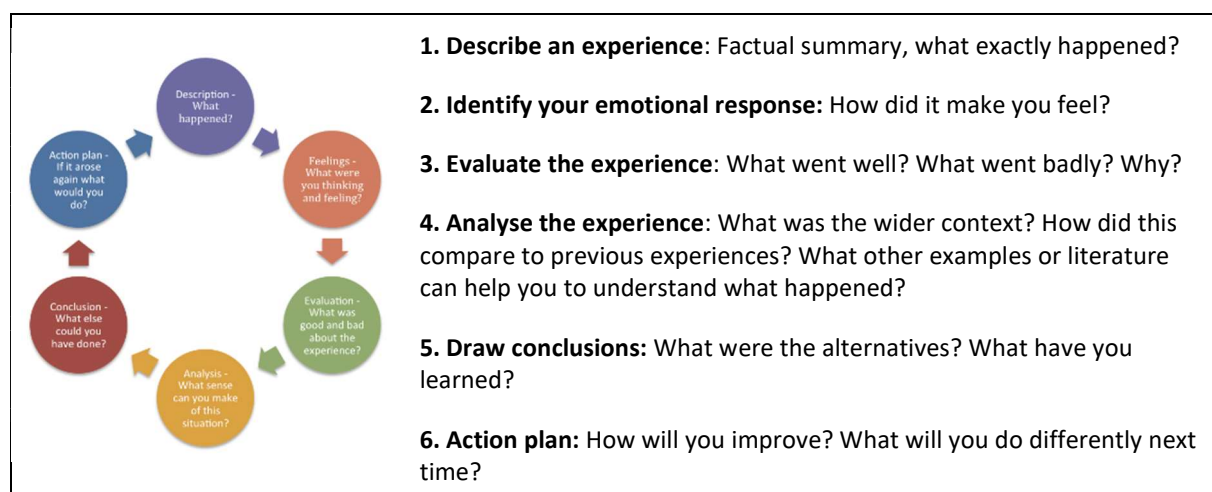 Description -
What
happened?
Feelings -
What were
you thinking
and feeling?
Evaluation -
What was
good and bad
about the
experience?
Analysis -
What sense
can you make
of this
situation?
Conclusion -
What else
could you
have done?
Action plan -
If it arose
again what
would you
do?
1. Describe an experience: Factual summary, what exactly happened?
2. Identify your emotional response: How did it make you feel?
3. Evaluate the experience: What went well? What went badly? Why?
4. Analyse the experience: What was the wider context? How did this
compare to previous experiences? What other examples or literature
can help you to understand what happened?
5. Draw conclusions: What were the alternatives? What have you
learned?
6. Action plan: How will you improve? What will you do differently next
time?